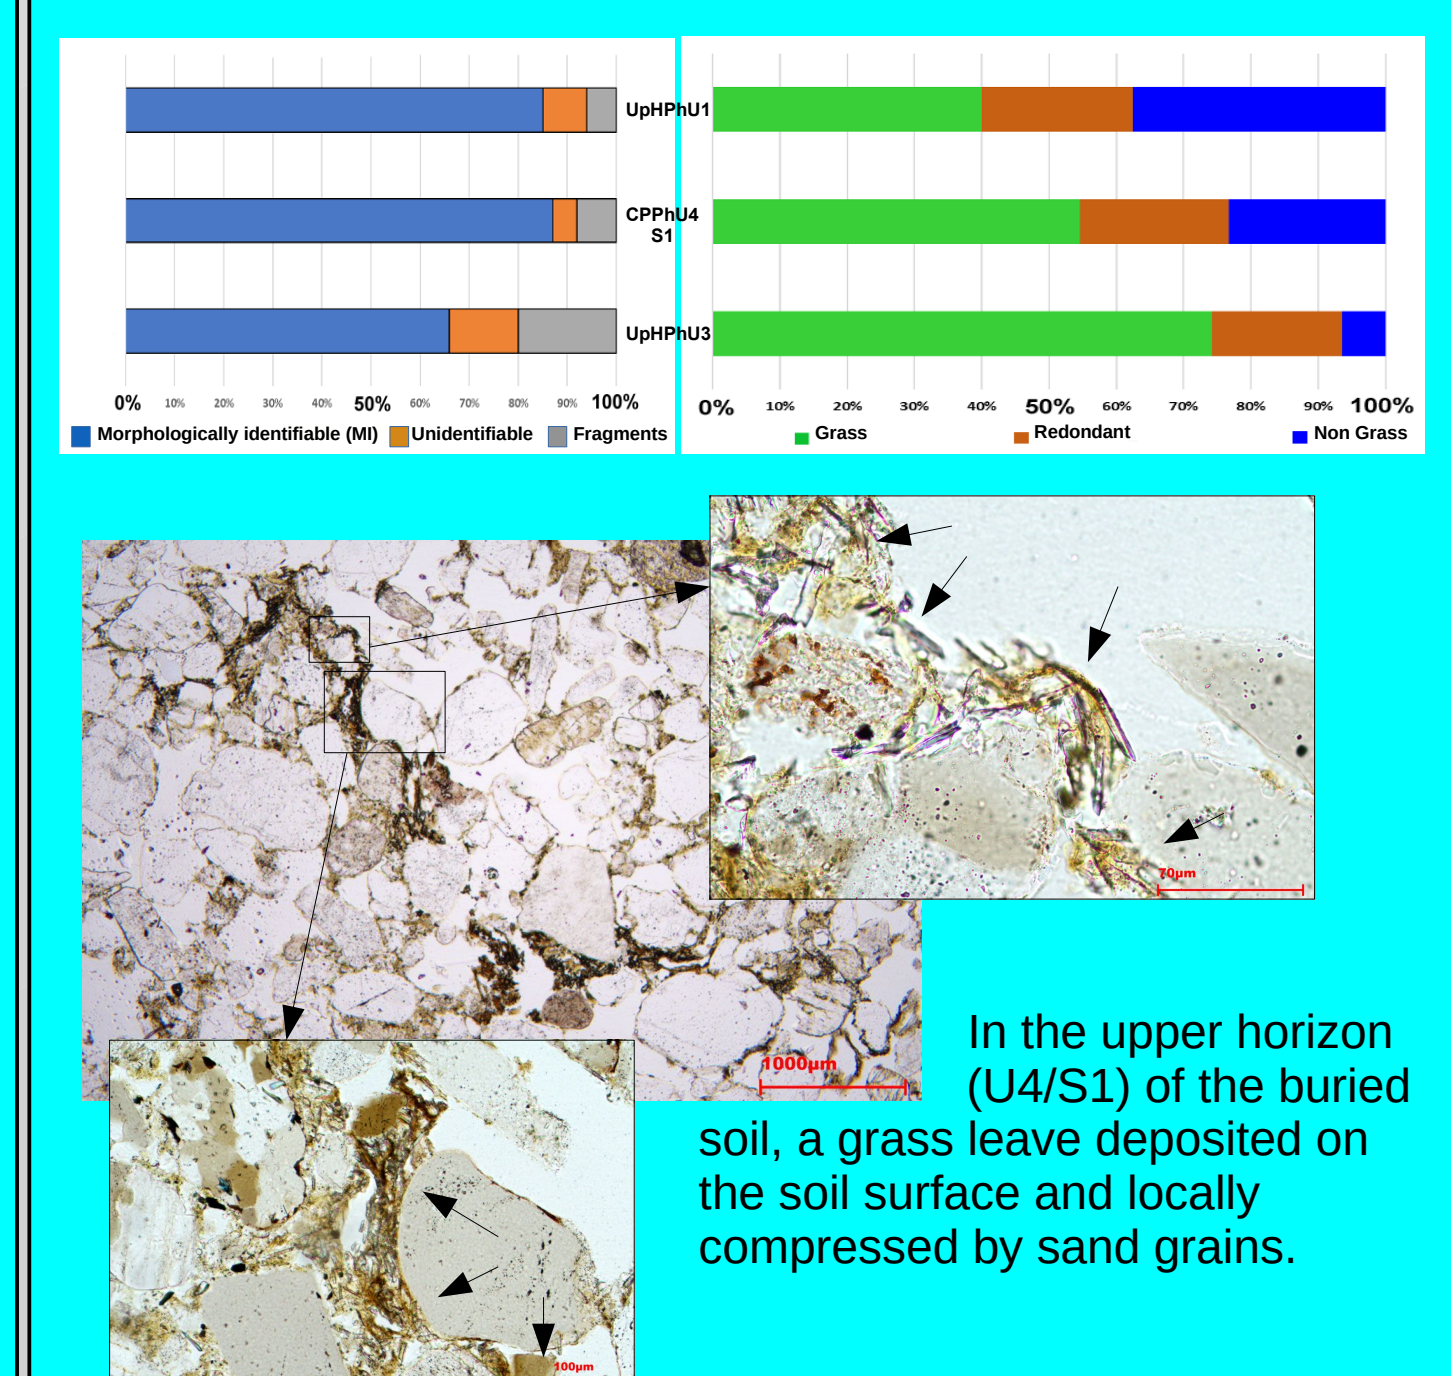 UpHPhU1
CPPhU4
S1
UpHPhU3
0% 10% 20% 30% 40% 50% 60% 70% 80% 90% 100%
Morphologically identifiable (MI) Unidentifiable Fragments
0% 10% 20% 30% 40% 50% 60% 70% 80% 90% 100%
Grass Redondant Non Grass
70µm
1000µm
100µm
In the upper horizon
(U4/S1) of the buried
soil, a grass leave deposited on
the soil surface and locally
compressed by sand grains.